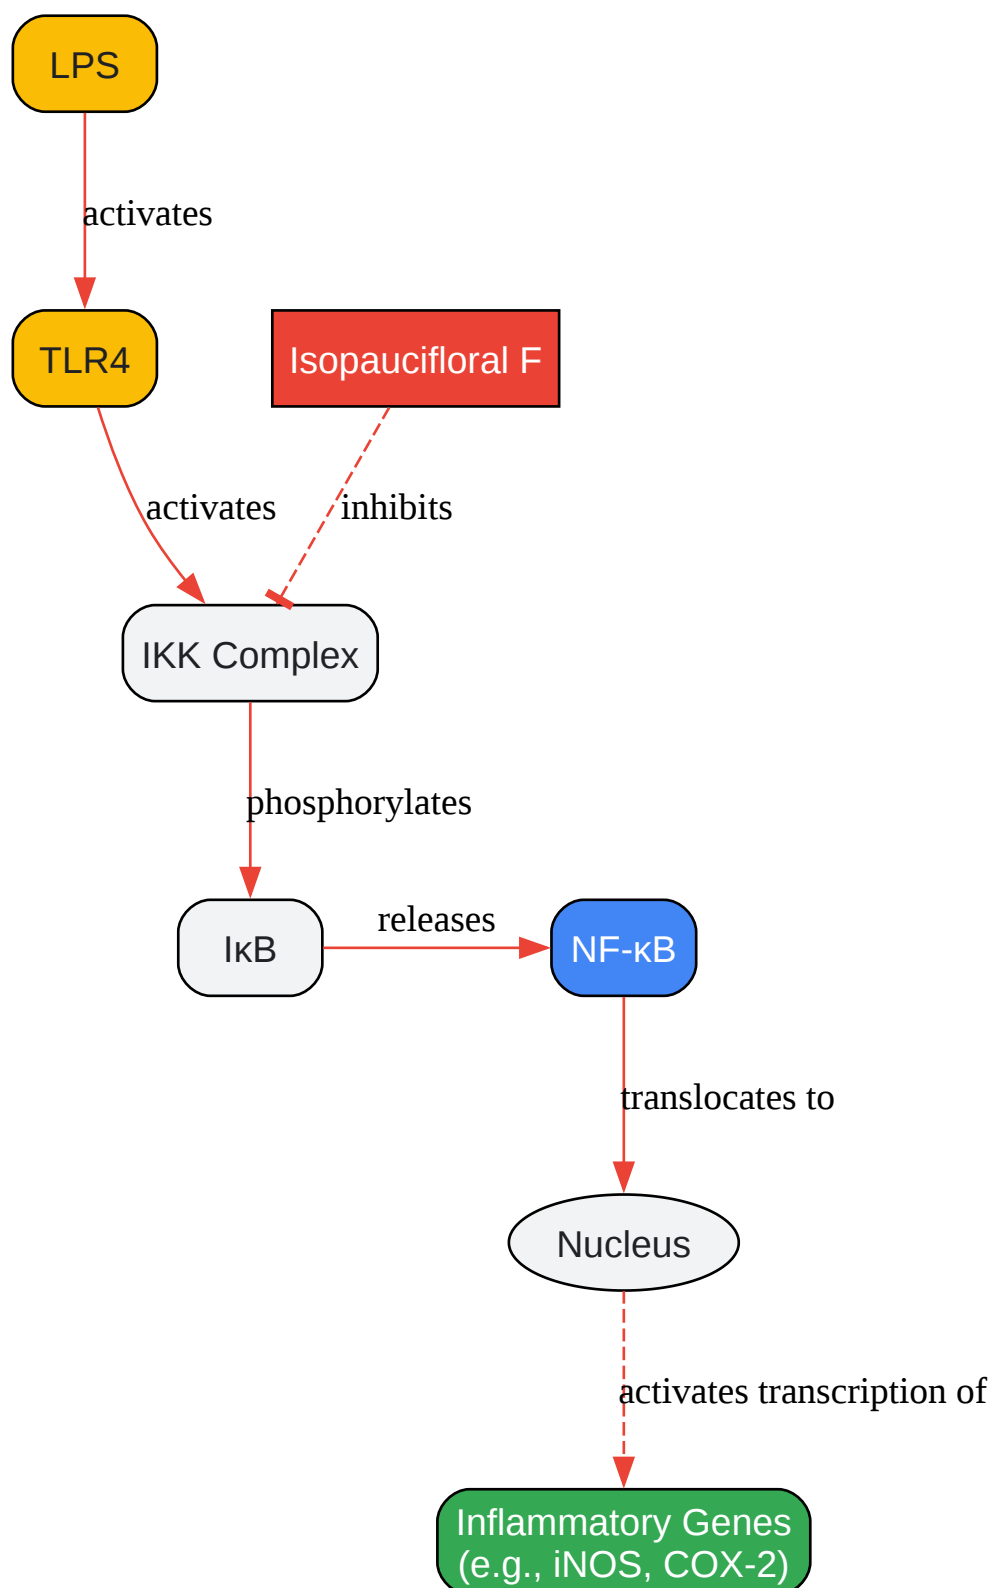 LPS
activates
TLR4
Isopaucifloral F
activates
inhibits
IKK Complex
phosphorylates
IκB
releases
NF-κB
translocates to
Nucleus
activates transcription of
Inflammatory Genes
(e.g., iNOS, COX-2)